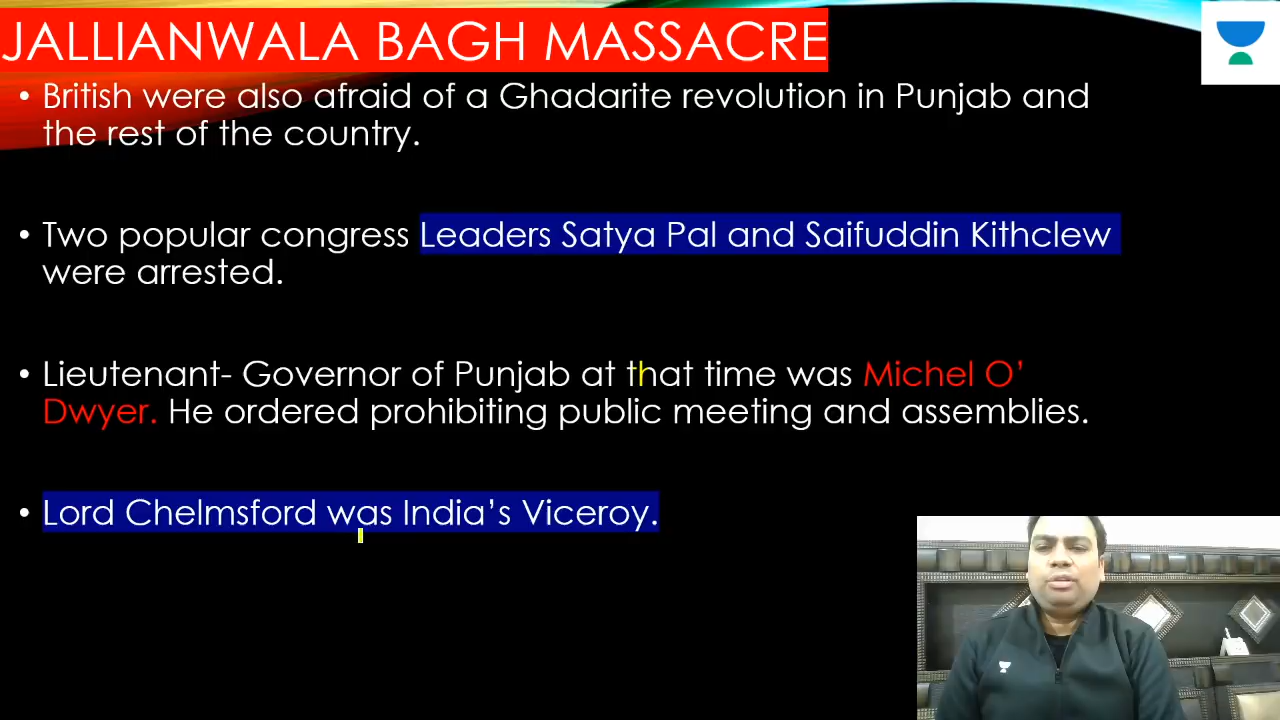 JALLIANWALA BAGH MASSACRE
• British were also afraid of a Ghadarite revolution in Punjab and
the rest of the country.
• Two popular congress Leaders Satya Pal and Saifuddin Kithclew
were arrested.
• Lieutenant- Governor of Punjab at that time was Michel O’
Dwyer. He ordered prohibiting public meeting and assemblies.
• Lord Chelmsford was India’s Viceroy.